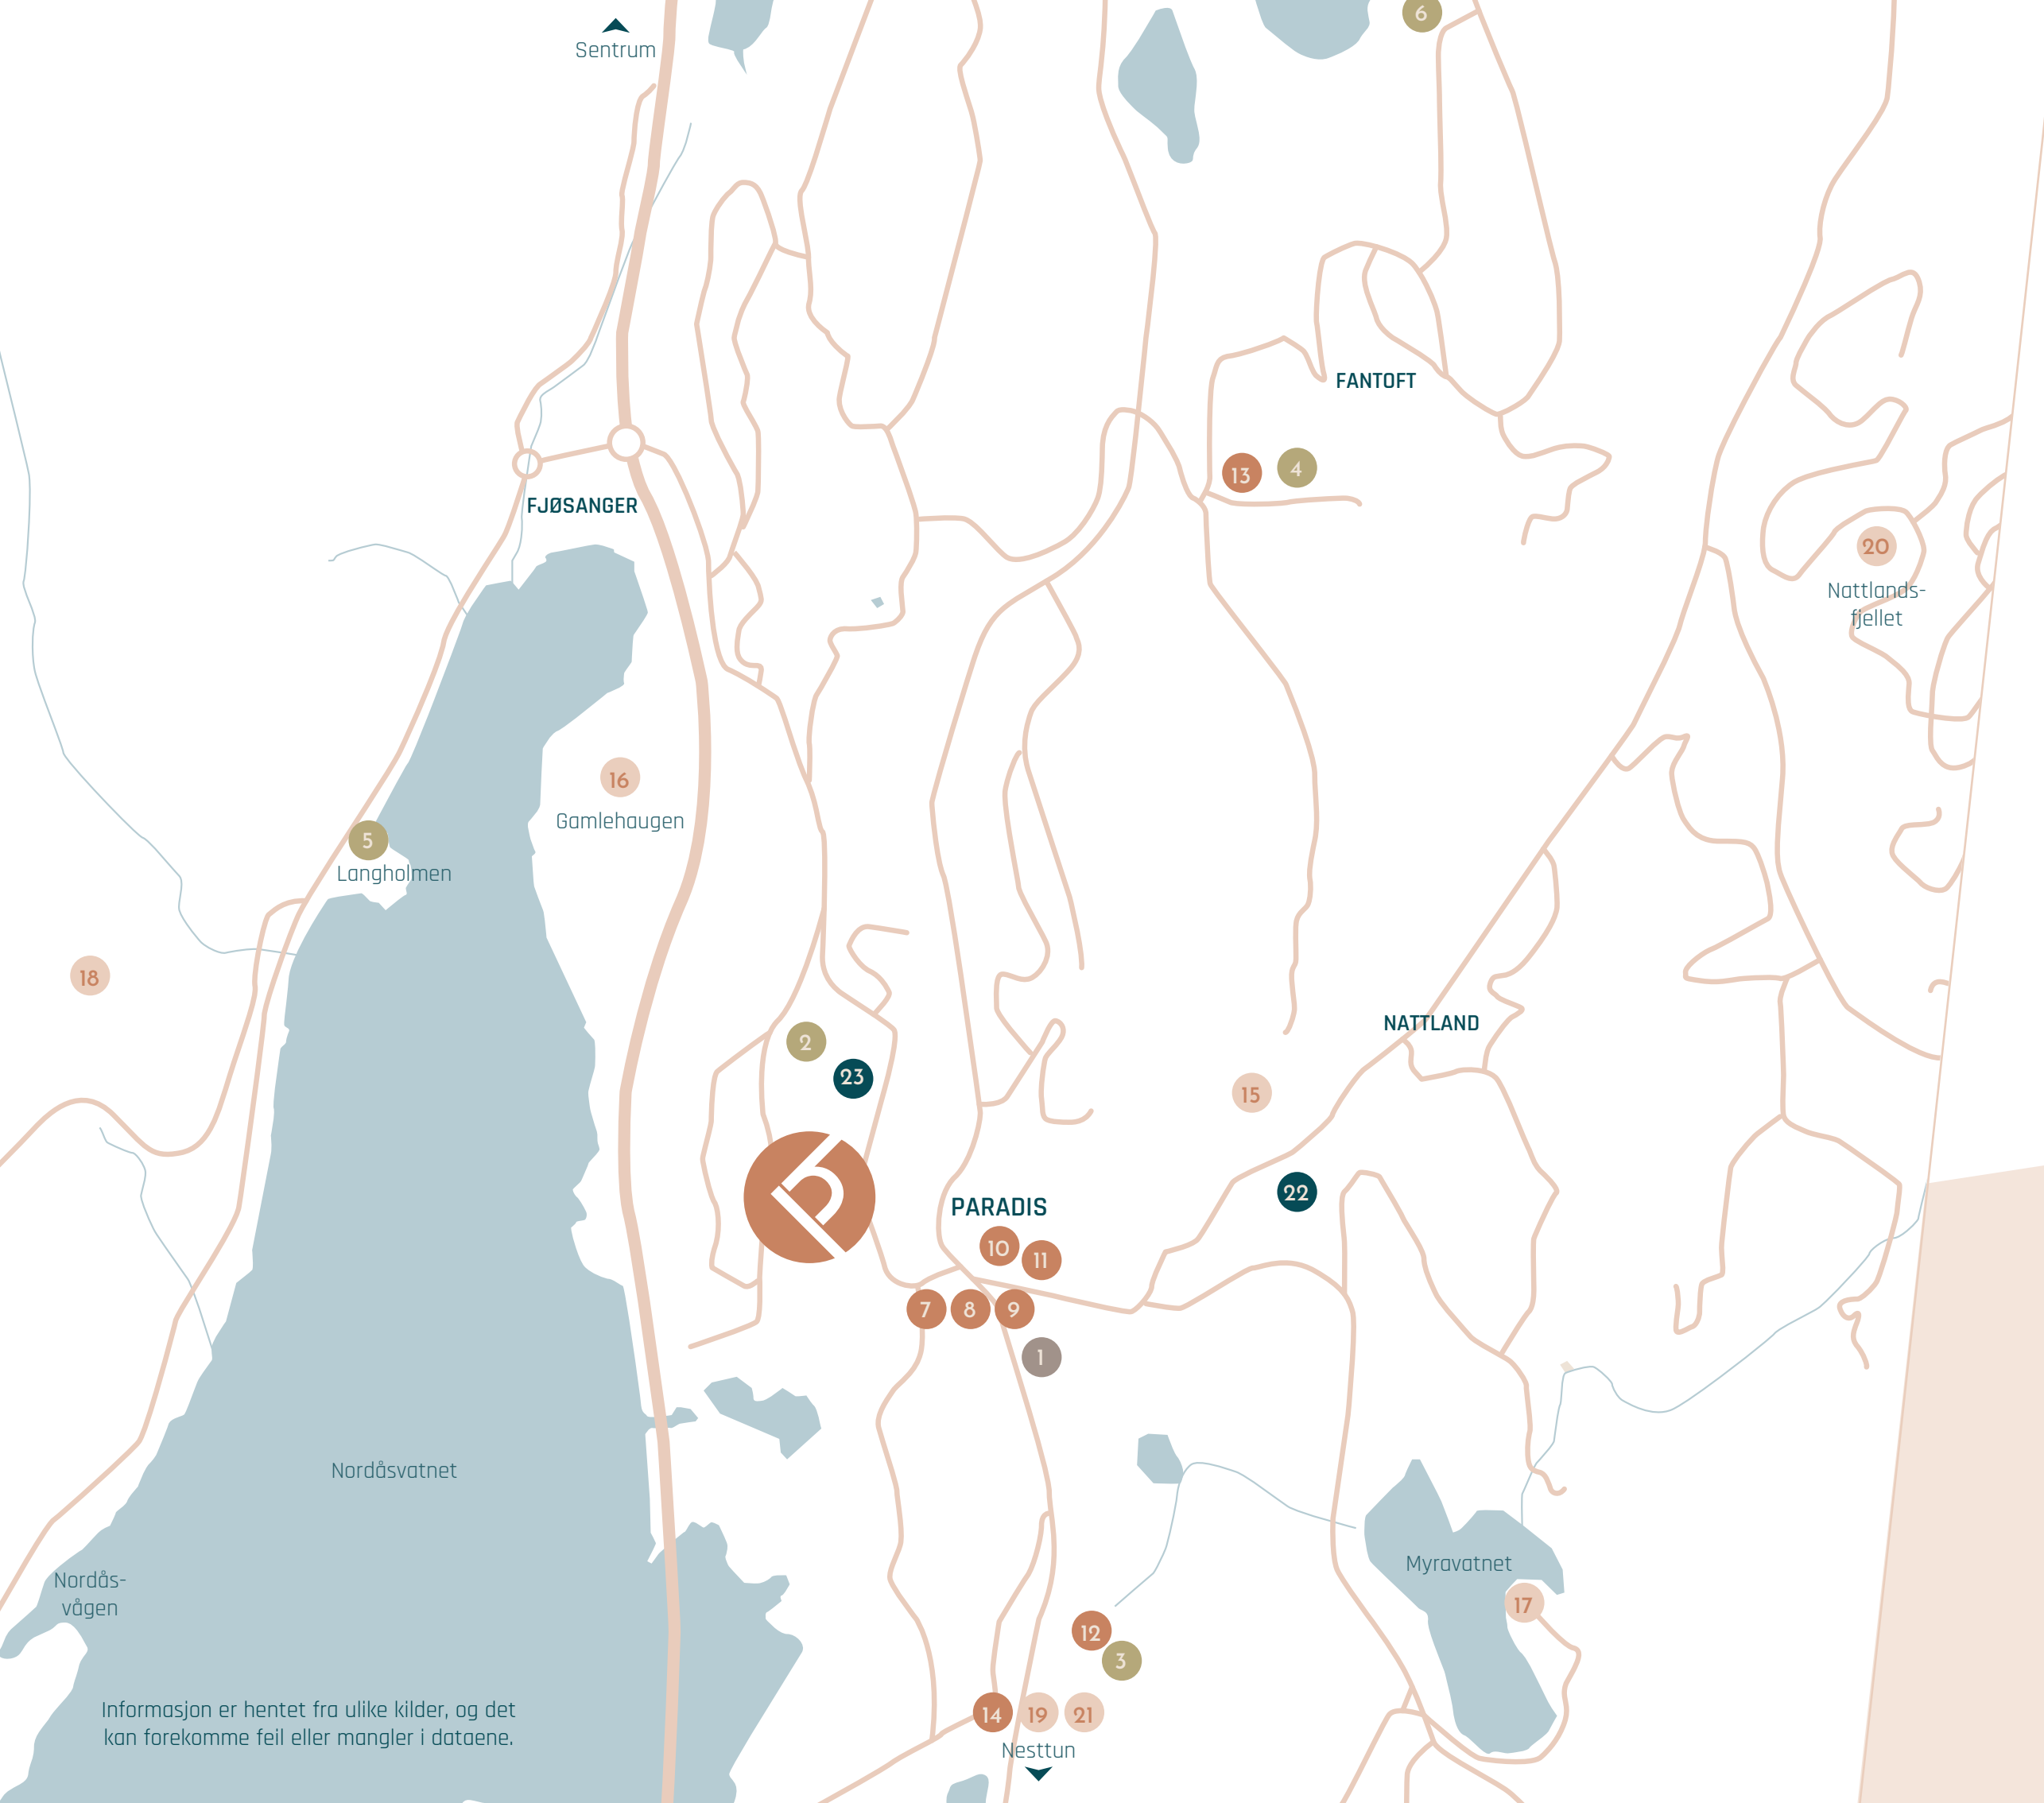 6
Sentrum
FANTOFT
13
4
FJØSANGER
20
Nattlands-
fjellet
16
Gamlehaugen
5
Langholmen
18
NATTLAND
2
23
15
22
PARADIS
10
11
7
8
9
1
Nordåsvatnet
Myravatnet
Nordås-
vågen
17
12
3
Informasjon er hentet fra ulike kilder, og det
kan forekomme feil eller mangler i dataene.
14
19
21
Nesttun